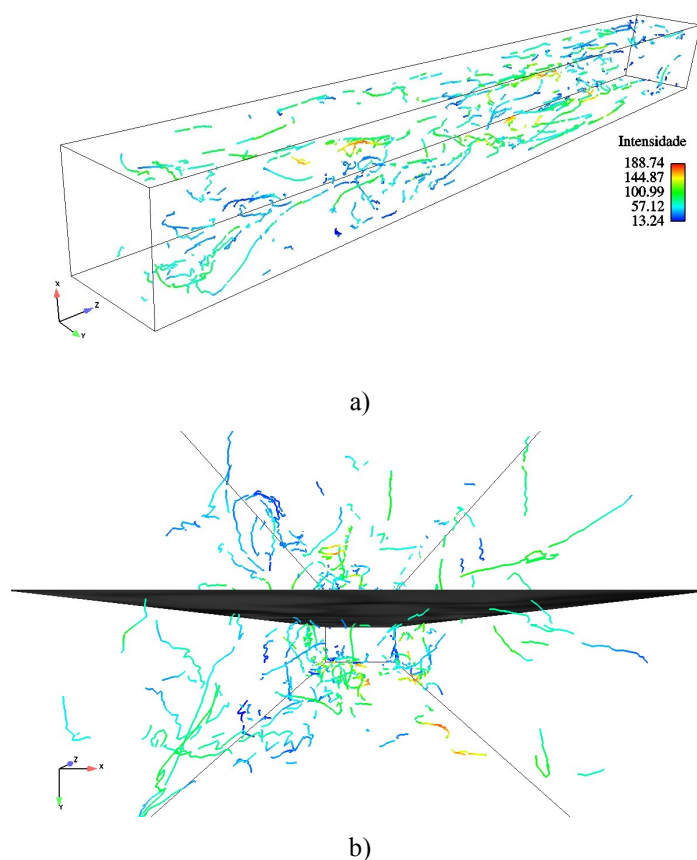 Intensidade
188.74
144.87
100.99
57.12
13.24
X
Z
Y
a)
Z
X
Y
b)